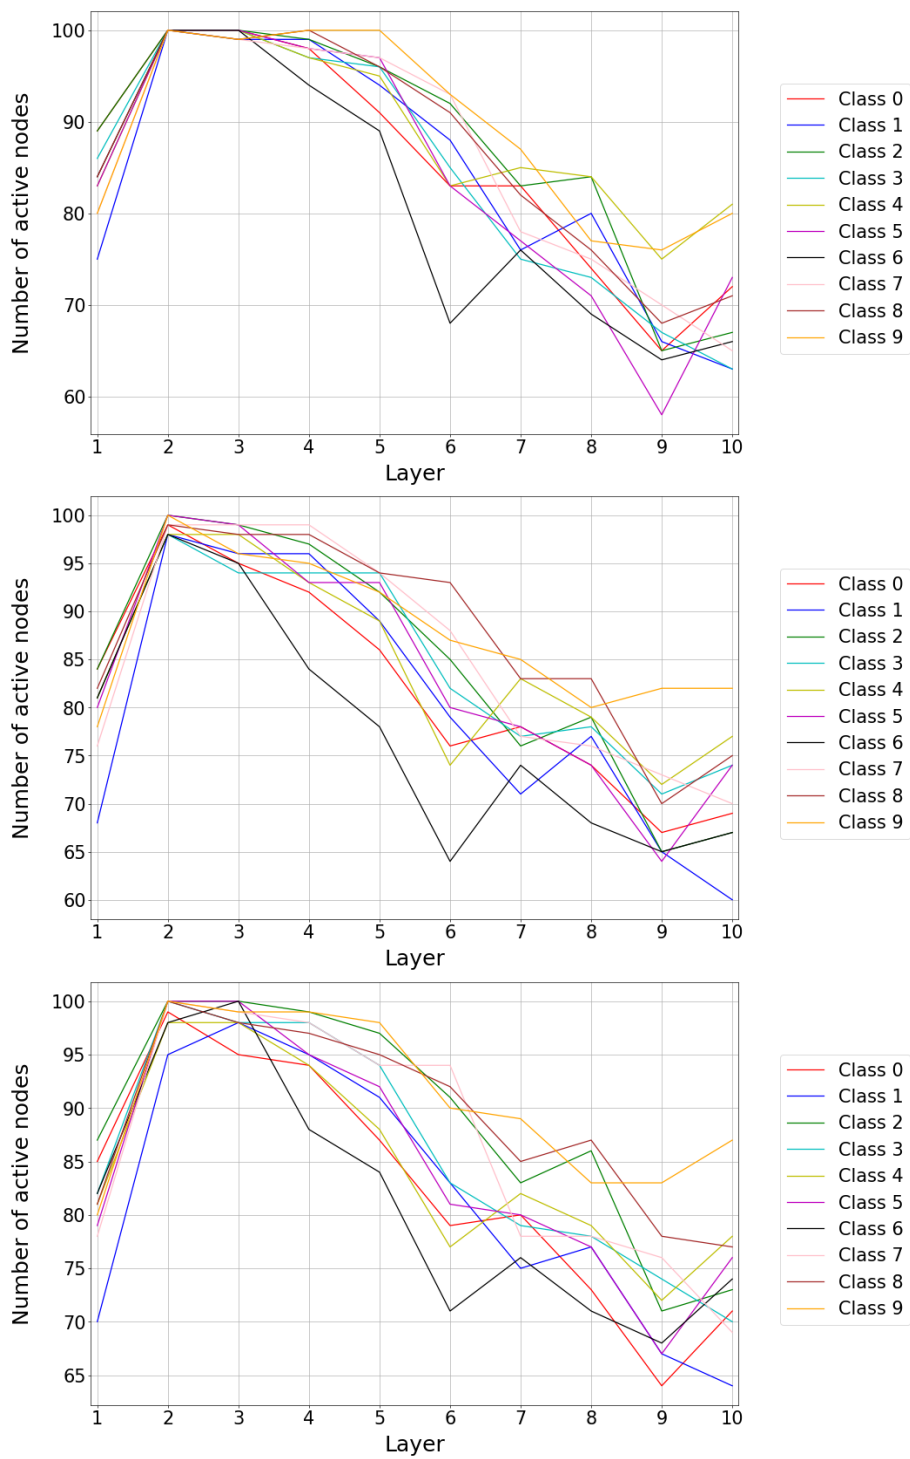 100
90
80
70
60
Number of active nodes
1 2 3 4 5 6 7 8 9 10
Layer
Class 0
Class 1
Class 2
Class 3
Class 4
Class 5
Class 6
Class 7
Class 8
Class 9
100
95
90
85
80
75
70
65
60
Number of active nodes
1 2 3 4 5 6 7 8 9 10
Layer
Class 0
Class 1
Class 2
Class 3
Class 4
Class 5
Class 6
Class 7
Class 8
Class 9
100
95
90
85
80
75
70
65
Number of active nodes
1 2 3 4 5 6 7 8 9 10
Layer
Class 0
Class 1
Class 2
Class 3
Class 4
Class 5
Class 6
Class 7
Class 8
Class 9